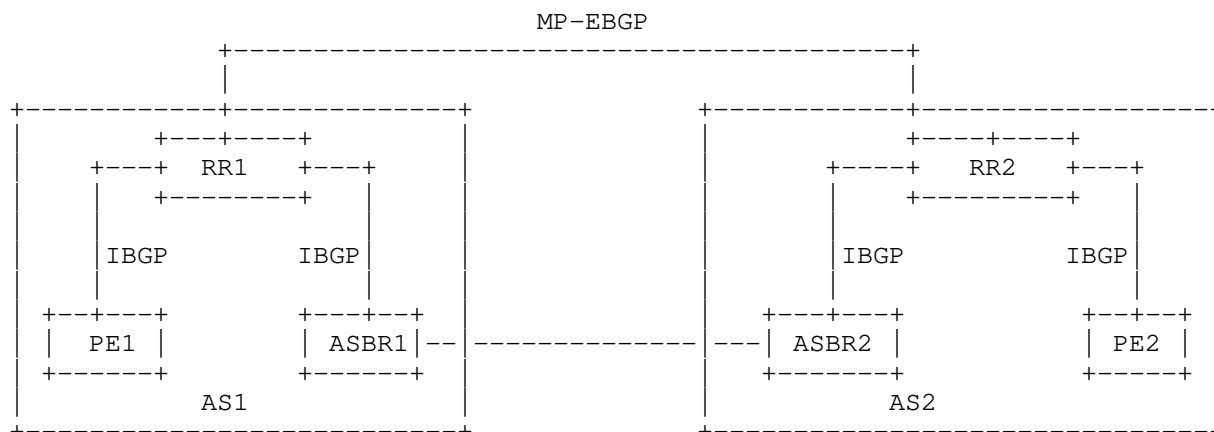 MP-EBGP
RR1 RR2
IBGP IBGP IBGP IBGP
PE1 ASBR1 ASBR2 PE2
AS1 AS2